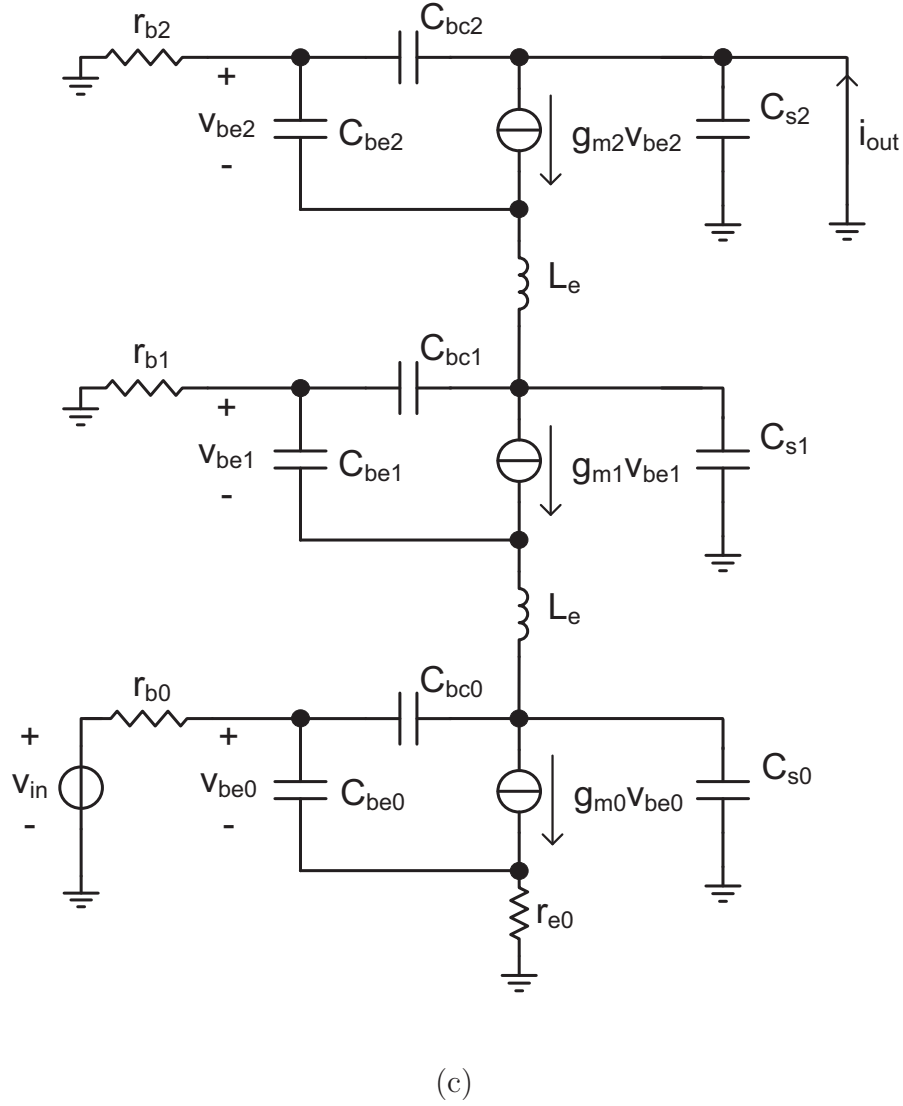 r_b2
C_bc2
+
v_be2
-
C_be2
g_m2v_be2
C_s2
i_out
L_e
r_b1
C_bc1
+
v_be1
-
C_be1
g_m1v_be1
C_s1
L_e
r_b0
C_bc0
+
v_in
-
+
v_be0
-
C_be0
g_m0v_be0
C_s0
r_e0
(c)